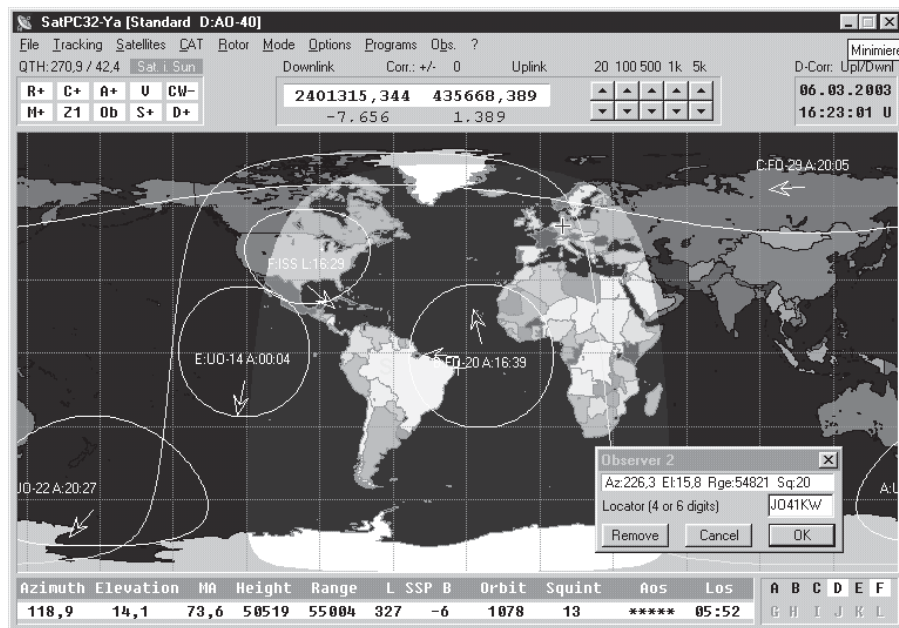 SatPC32-Ya [Standard D:AO-40]
File Tracking Satellites CAT Rotor Mode Options Programs Obs. ?
Minimiere
QTH:270,9 / 42,4 Sat. i. Sun Downlink Corr.: +/- 0 Uplink 20 100 500 1k 5k D-Corr: Upl/Dwnl
R+ C+ A+ U CW-
M+ Z1 Ob S+ D+
2401315,344 435668,389
-7.656 1.389
06.03.2003
16:23:01 U
C:FO-29 A:20:05
F:ISS L:16:29
E:UO-14 A:00:04
FO-20 A:16:39
UO-22 A:20:27
A:U
Observer 2
Az:226,3 El:15,8 Rge:54821 Sq:20
Locator (4 or 6 digits) JO41KW
Remove Cancel OK
Azimuth Elevation MA Height Range L SSP B Orbit Squint Aos Los
118,9 14,1 73,6 50519 55004 327 -6 1078 13 ***** 05:52
A B C D E F
G H I J K L